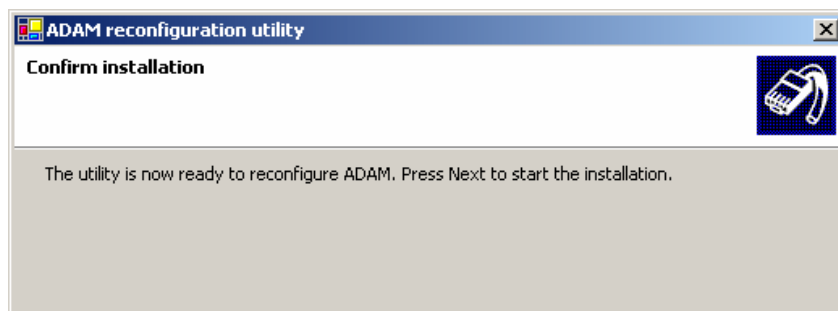 ADAM reconfiguration utility
Confirm installation
The utility is now ready to reconfigure ADAM. Press Next to start the installation.